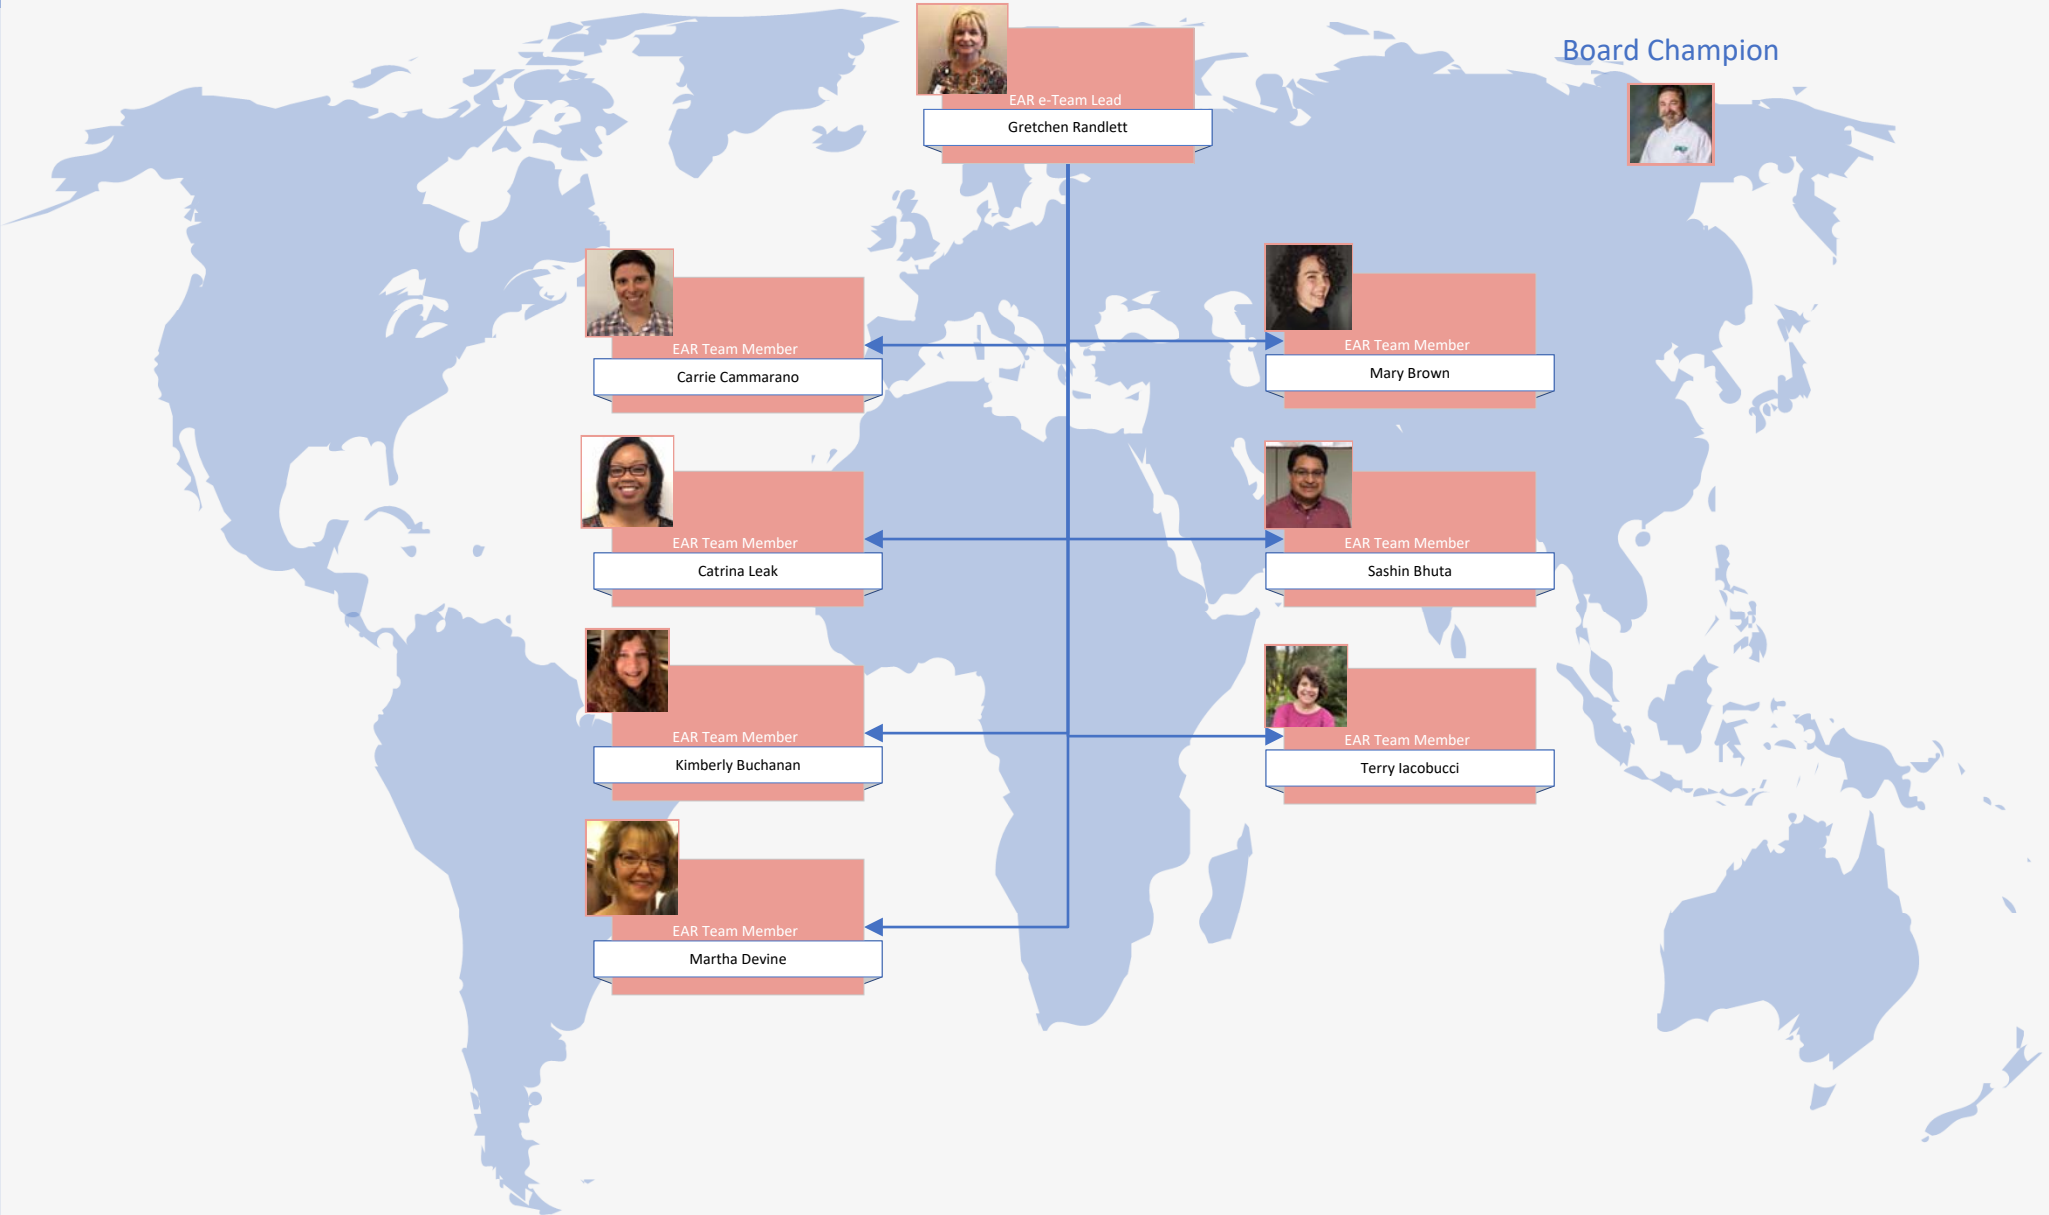 Board Champion
EAR e-Team Lead
Gretchen Randlett
EAR Team Member
Carrie Cammarano
EAR Team Member
Mary Brown
EAR Team Member
Catrina Leak
EAR Team Member
Sashin Bhuta
EAR Team Member
Kimberly Buchanan
EAR Team Member
Terry Iacobucci
EAR Team Member
Martha Devine